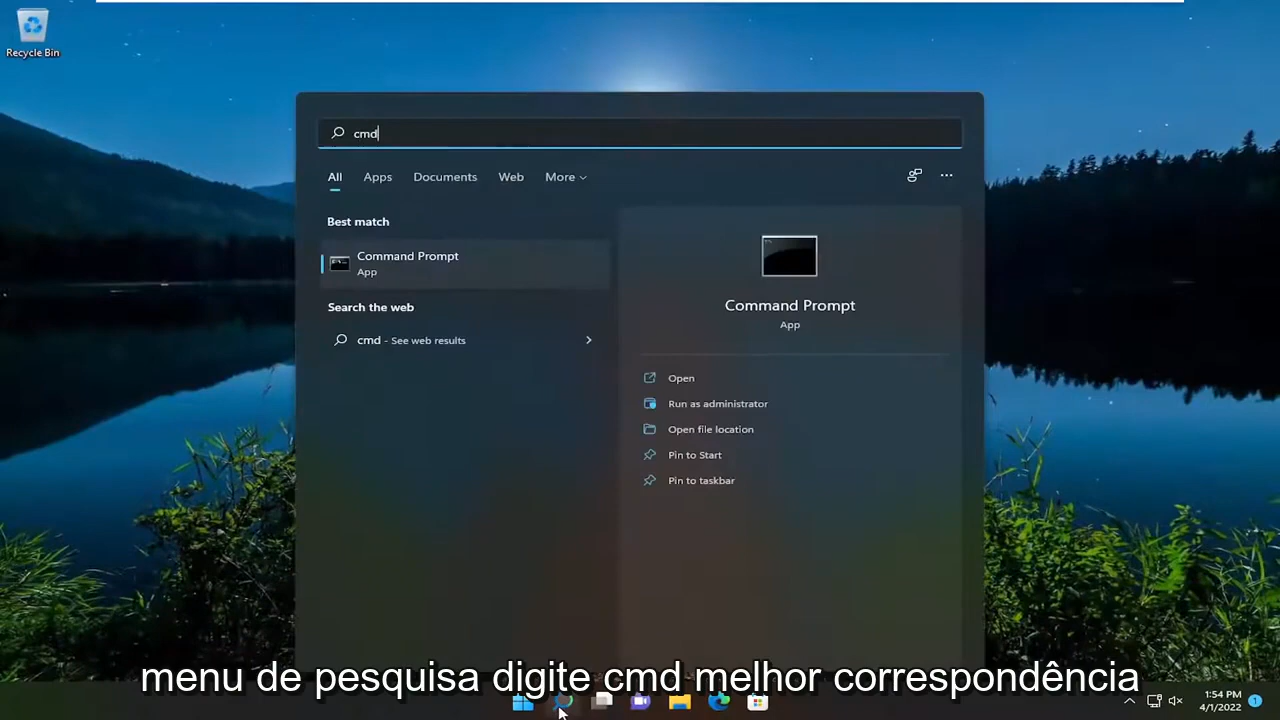 Recycle Bin
cmd
All Apps Documents Web More
Best match
Command Prompt
App
Search the web
cmd - See web results
Command Prompt
App
Open
Run as administrator
Open file location
Pin to Start
Pin to taskbar
menu de pesquisa digite cmd melhor correspondência
1:54 PM
4/1/2022
1